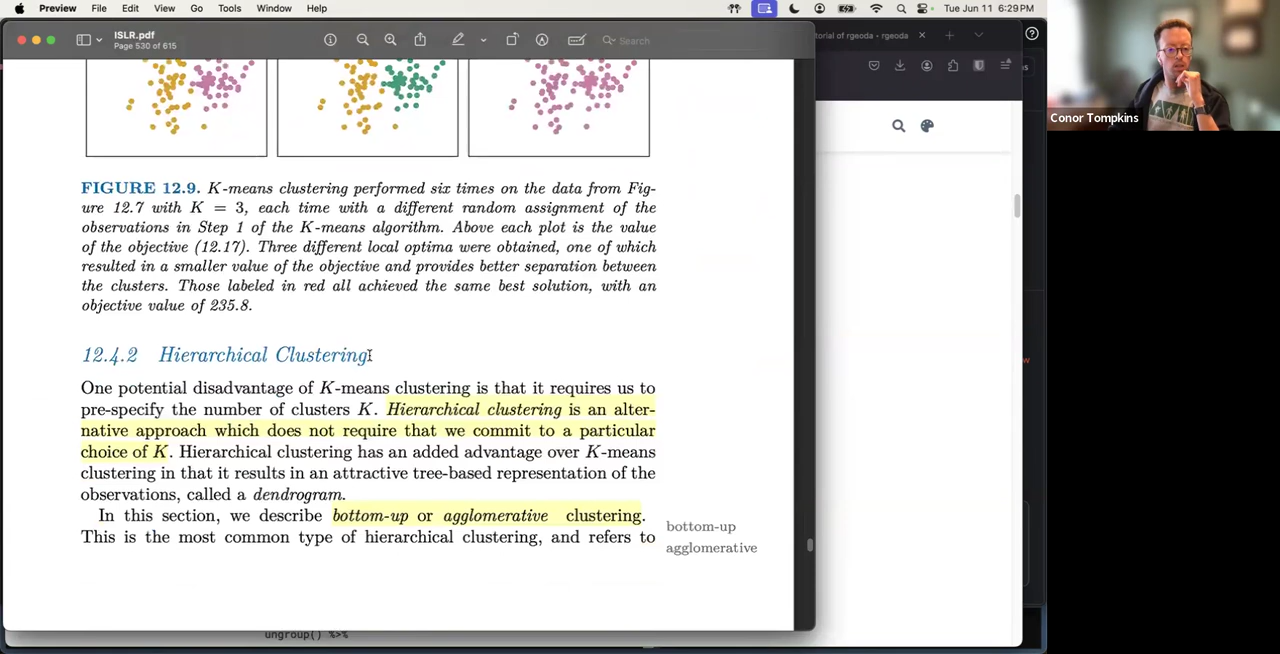 Preview File Edit View Go Tools Window Help
Tue Jun 11 6:29 PM
ISLR.pdf
Page 530 of 615
Search
torial of rgeoda - rgeoda
FIGURE 12.9. K-means clustering performed six times on the data from Fig-
ure 12.7 with K = 3, each time with a different random assignment of the
observations in Step 1 of the K-means algorithm. Above each plot is the value
of the objective (12.17). Three different local optima were obtained, one of which
resulted in a smaller value of the objective and provides better separation between
the clusters. Those labeled in red all achieved the same best solution, with an
objective value of 235.8.
12.4.2 Hierarchical Clustering
One potential disadvantage of K-means clustering is that it requires us to
pre-specify the number of clusters K. Hierarchical clustering is an alter-
native approach which does not require that we commit to a particular
choice of K. Hierarchical clustering has an added advantage over K-means
clustering in that it results in an attractive tree-based representation of the
observations, called a dendrogram.
In this section, we describe bottom-up or agglomerative clustering.
This is the most common type of hierarchical clustering, and refers to
bottom-up
agglomerative
ungroup() %>%
Conor Tompkins